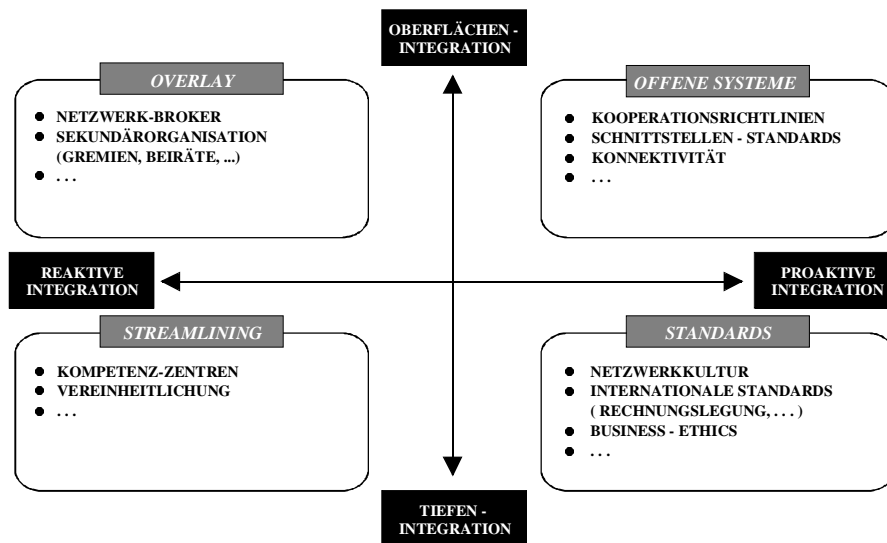 OBERFLÄCHEN -
INTEGRATION
OVERLAY
NETZWERK-BROKER
SEKUNDÄRORGANISATION
(GREMIEN, BEIRÄTE, ...)
. . .
OFFENE SYSTEME
KOOPERATIONSRICHTLINIEN
SCHNITTSTELLEN - STANDARDS
KONNEKTIVITÄT
. . .
REAKTIVE
INTEGRATION
PROAKTIVE
INTEGRATION
STREAMLINING
KOMPETENZ-ZENTREN
VEREINHEITLICHUNG
. . .
STANDARDS
NETZWERKKULTUR
INTERNATIONALE STANDARDS
( RECHNUNGSLEGUNG, . . . )
BUSINESS - ETHICS
. . .
TIEFEN -
INTEGRATION